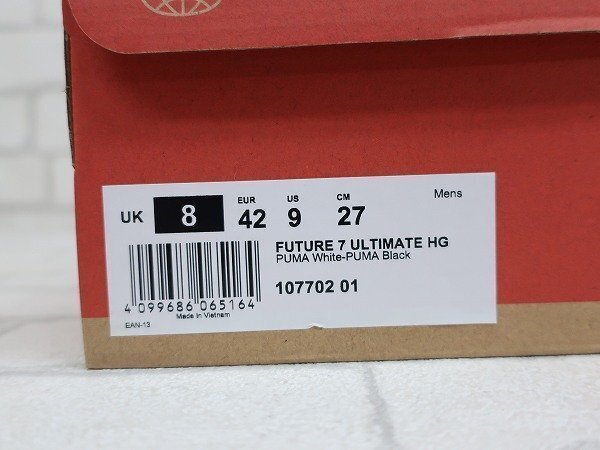 Mens
UK 8 EUR 42 US 9 CM 27
FUTURE 7 ULTIMATE HG
PUMA White-PUMA Black
107702 01
4 099686 065164
Made in Vietnam
EAN-13